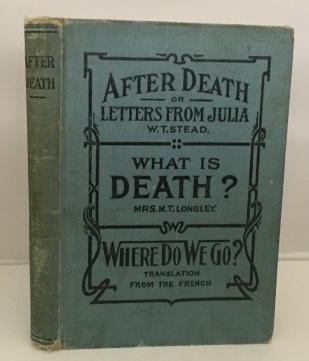 AFTER
DEATH
AFTER DEATH
OR
LETTERS FROM JULIA
W.T.STEAD.
WHAT IS
DEATH?
MRS. M.T. LONGLEY.
WHERE DO WE GO?
TRANSLATION
FROM THE FRENCH